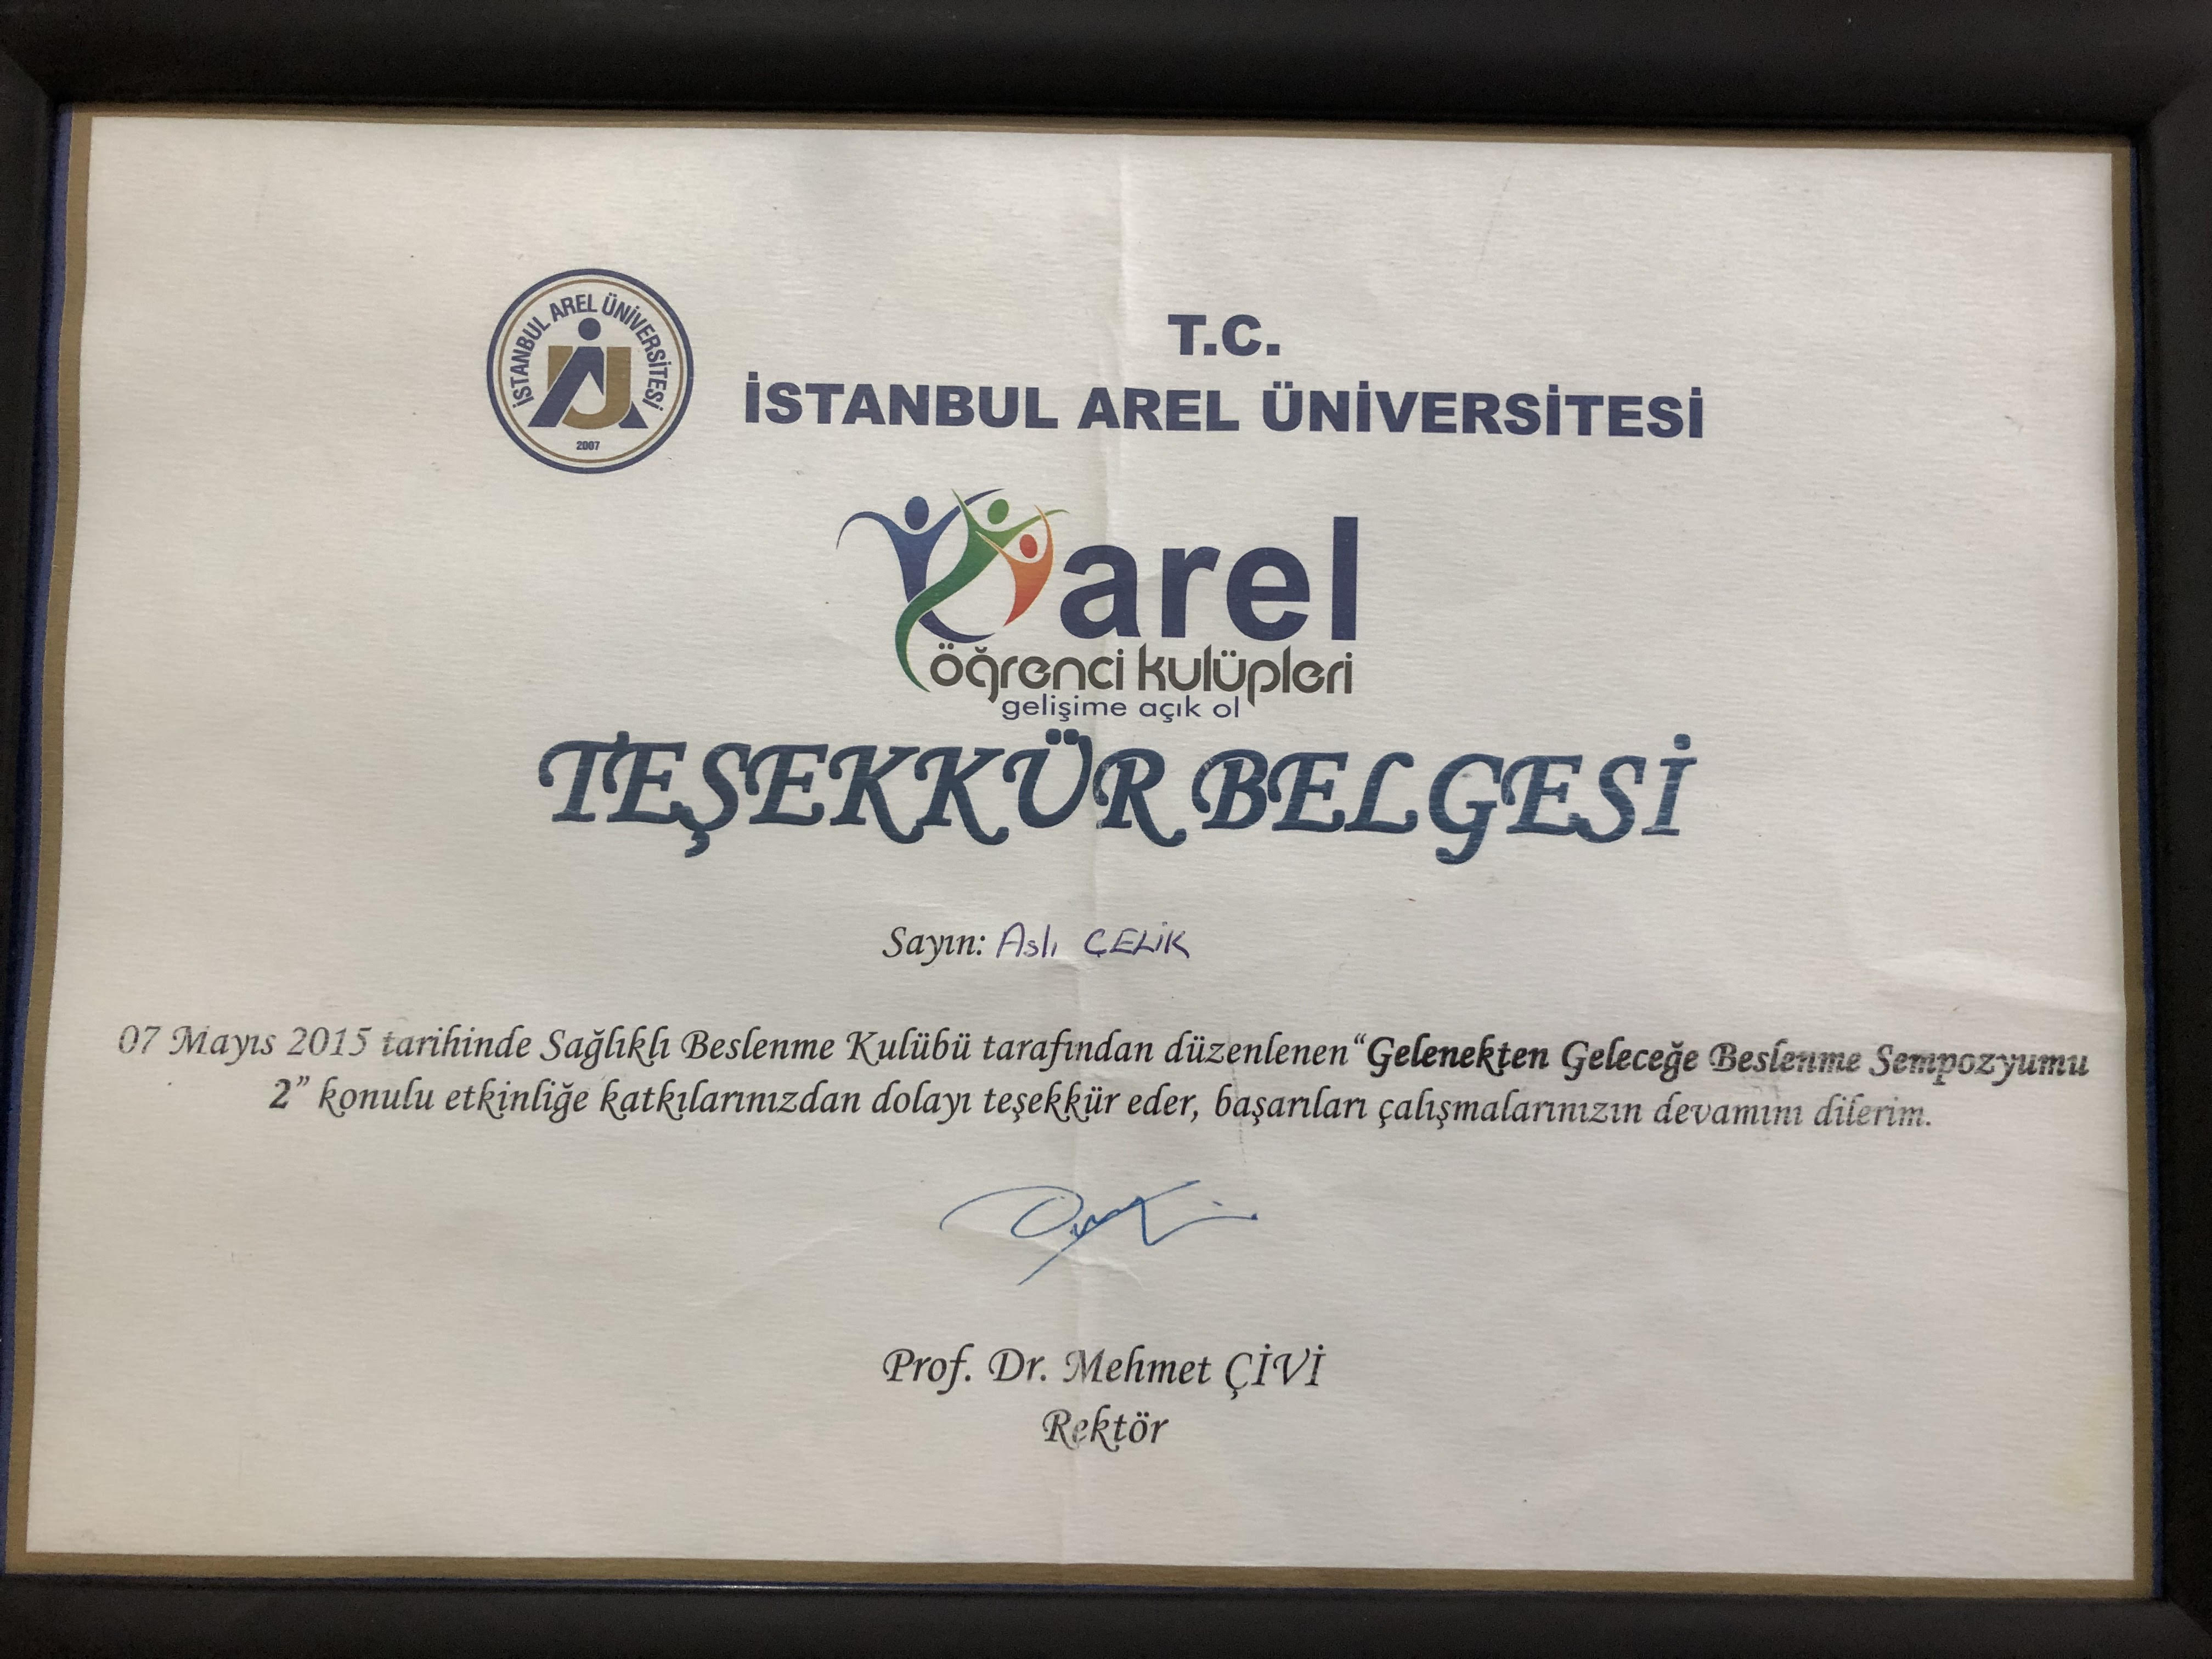 İSTANBUL AREL ÜNİVERSİTESİ
2007
T.C.
İSTANBUL AREL ÜNİVERSİTESİ
arel
öğrenci kulüpleri
gelişime açık ol
TEŞEKKÜR BELGESİ
Sayın: Aslı ÇELİK
07 Mayıs 2015 tarihinde Sağlıklı Beslenme Kulübü tarafından düzenlenen “Gelenekten Geleceğe Beslenme Sempozyumu
2” konulu etkinliğe katkılarınızdan dolayı teşekkür eder, başarıları çalışmalarınızın devamını dilerim.
Prof. Dr. Mehmet ÇİVİ
Rektör